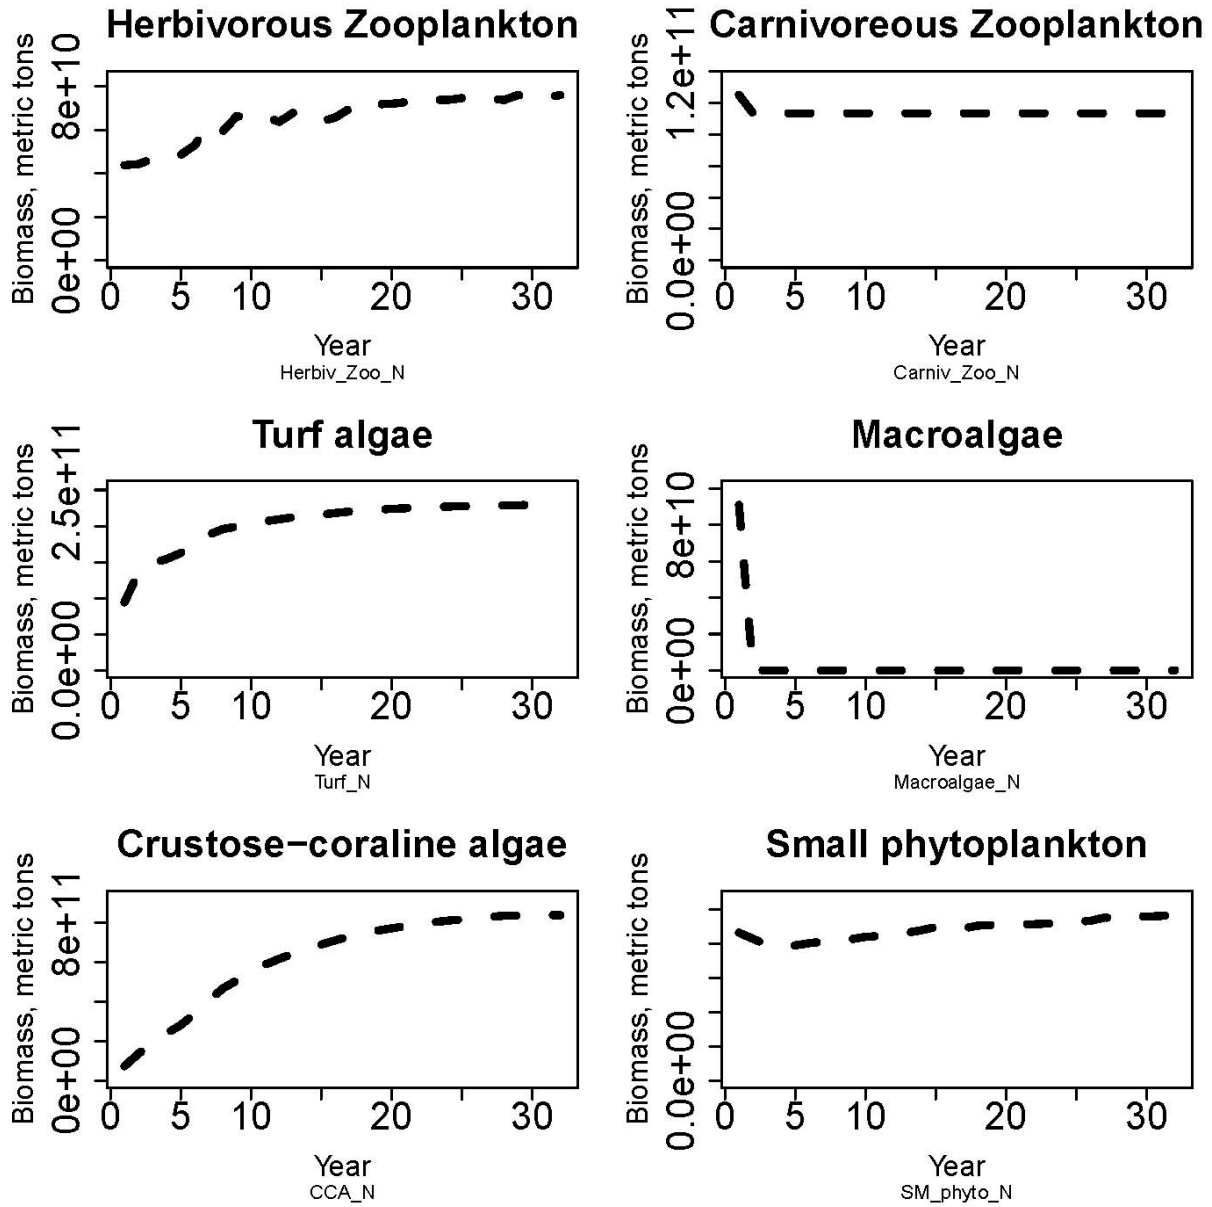 Herbivorous Zooplankton
Biomass, metric tons
0e+00 8e+10
0 5 10 20 30
Year
Herbiv_Zoo_N
Carnivoreous Zooplankton
Biomass, metric tons
0.0e+00 1.2e+11
0 5 10 20 30
Year
Carniv_Zoo_N
Turf algae
Biomass, metric tons
0.0e+00 2.5e+11
0 5 10 20 30
Year
Turf_N
Macroalgae
Biomass, metric tons
0e+00 8e+10
0 5 10 20 30
Year
Macroalgae_N
Crustose−coraline algae
Biomass, metric tons
0e+00 8e+11
0 5 10 20 30
Year
CCA_N
Small phytoplankton
Biomass, metric tons
0.0e+00
0 5 10 20 30
Year
SM_phyto_N